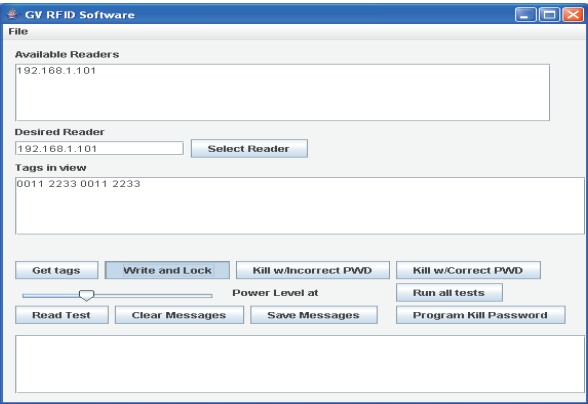 GV RFID Software
File
Available Readers
192.168.1.101
Desired Reader
192.168.1.101 Select Reader
Tags in view
0011 2233 0011 2233
Get tags Write and Lock Kill w/Incorrect PWD Kill w/Correct PWD
Power Level at Run all tests
Read Test Clear Messages Save Messages Program Kill Password